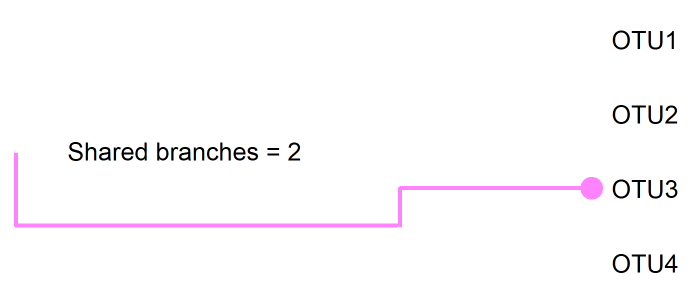 OTU1
OTU2
Shared branches = 2
OTU3
OTU4